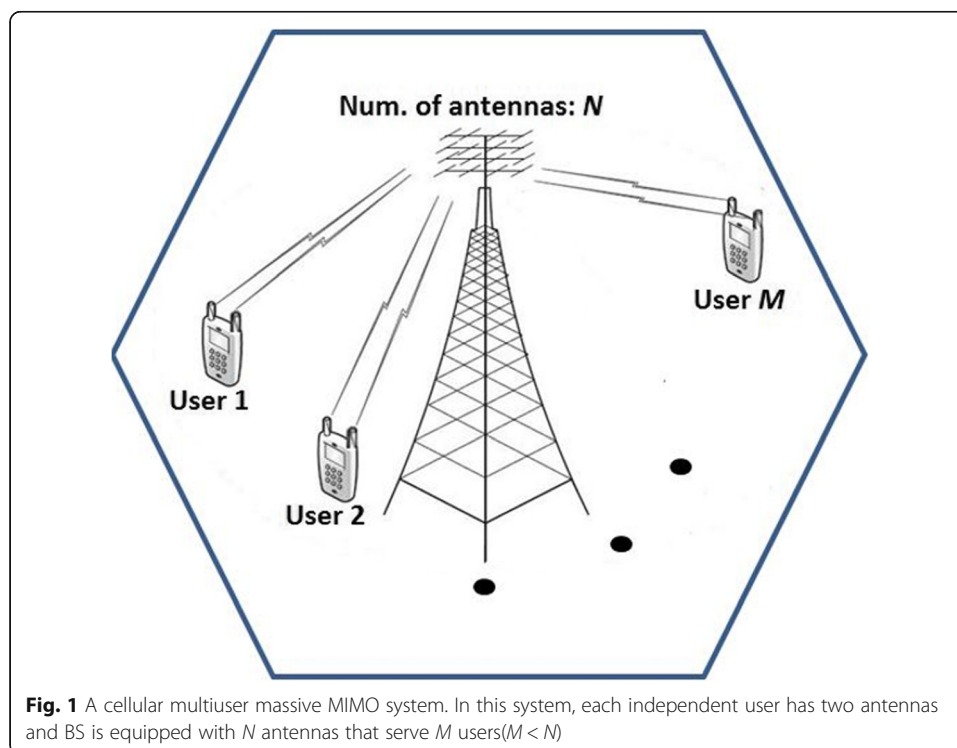 Num. of antennas: N
User 1
User 2
User M
Fig. 1 A cellular multiuser massive MIMO system. In this system, each independent user has two antennas
and BS is equipped with N antennas that serve M users(M < N)